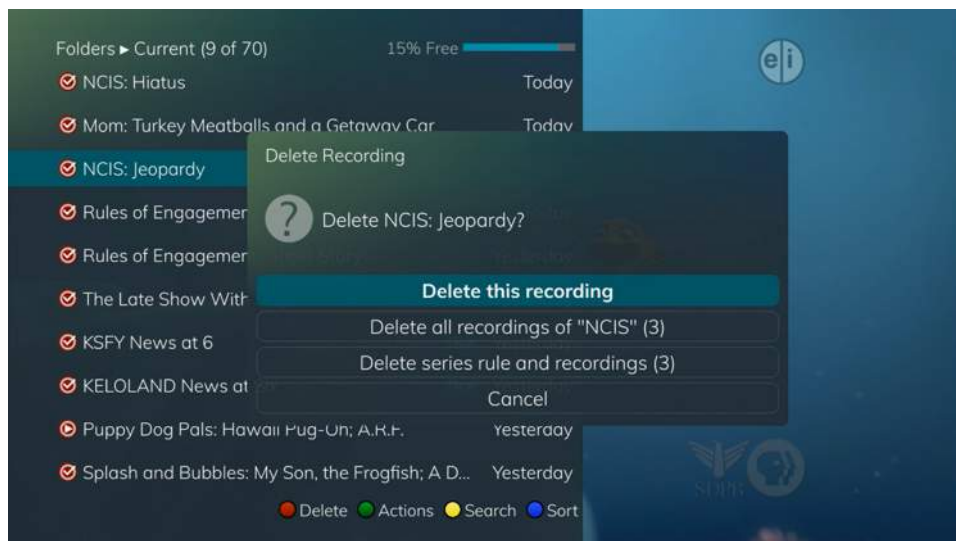 Folders ▸ Current (9 of 70) 15% Free
eli
NCIS: Hiatus Today
Mom: Turkey Meatballs and a Getaway Car Today
NCIS: Jeopardy
Delete Recording
Rules of Engagemen
Delete NCIS: Jeopardy?
Rules of Engagemen
The Late Show With
Delete this recording
Delete all recordings of "NCIS" (3)
KSFY News at 6
Delete series rule and recordings (3)
KELOLAND News at
Cancel
Puppy Dog Pals: Hawaii Pug-On; A.R.F. Yesterday
Splash and Bubbles: My Son, the Frogfish; A D... Yesterday
SDPB
Delete Actions Search Sort